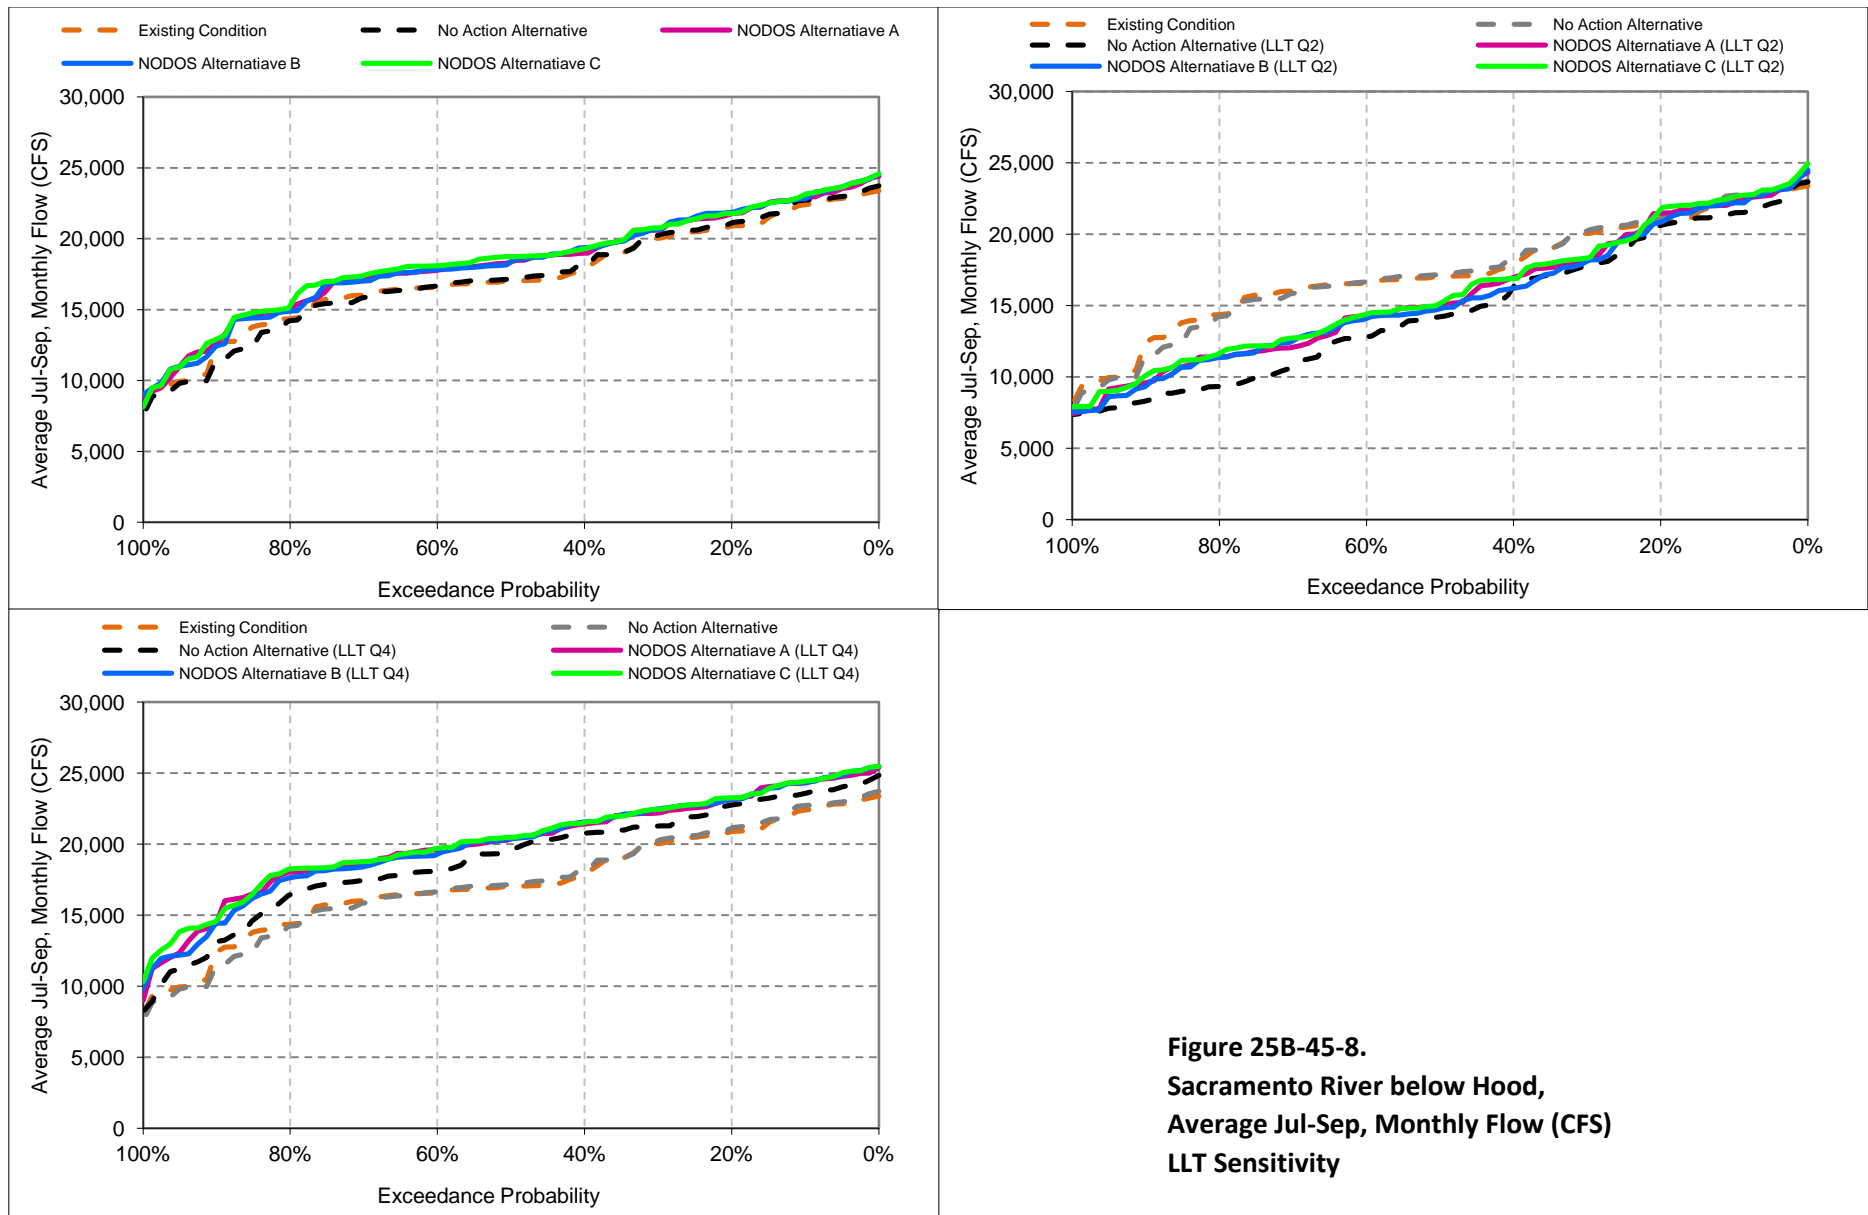 Existing Condition No Action Alternative NODOS Alternatiave A
NODOS Alternatiave B NODOS Alternatiave C
30,000
25,000
20,000
15,000
10,000
5,000
0
100% 80% 60% 40% 20% 0%
Average Jul-Sep, Monthly Flow (CFS)
Exceedance Probability
Existing Condition No Action Alternative
No Action Alternative (LLT Q2) NODOS Alternatiave A (LLT Q2)
NODOS Alternatiave B (LLT Q2) NODOS Alternatiave C (LLT Q2)
30,000
25,000
20,000
15,000
10,000
5,000
0
100% 80% 60% 40% 20% 0%
Average Jul-Sep, Monthly Flow (CFS)
Exceedance Probability
Existing Condition No Action Alternative
No Action Alternative (LLT Q4) NODOS Alternatiave A (LLT Q4)
NODOS Alternatiave B (LLT Q4) NODOS Alternatiave C (LLT Q4)
30,000
25,000
20,000
15,000
10,000
5,000
0
100% 80% 60% 40% 20% 0%
Average Jul-Sep, Monthly Flow (CFS)
Exceedance Probability
Figure 25B-45-8.
Sacramento River below Hood,
Average Jul-Sep, Monthly Flow (CFS)
LLT Sensitivity